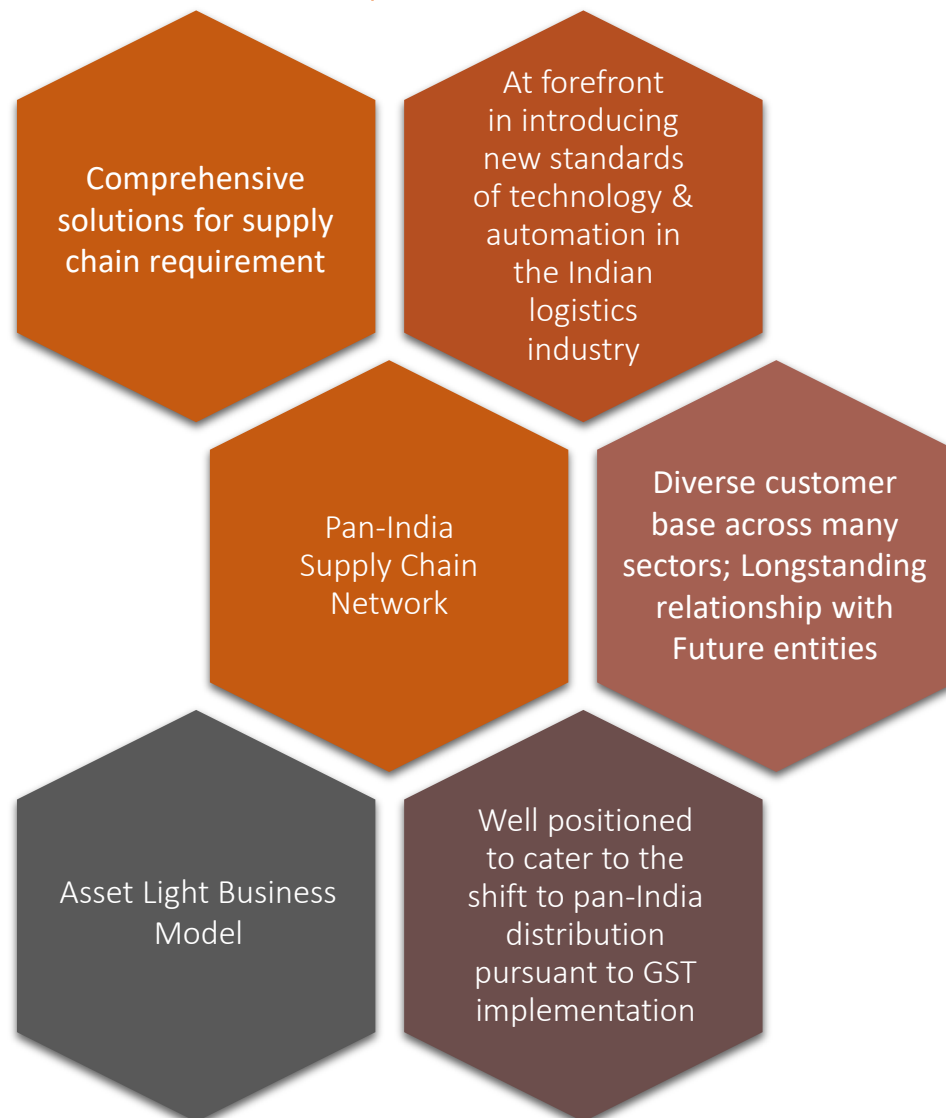 Comprehensive
solutions for supply
chain requirement
At forefront
in introducing
new standards
of technology &
automation in
the Indian
logistics
industry
Pan-India
Supply Chain
Network
Diverse customer
base across many
sectors; Longstanding
relationship with
Future entities
Asset Light Business
Model
Well positioned
to cater to the
shift to pan-India
distribution
pursuant to GST
implementation